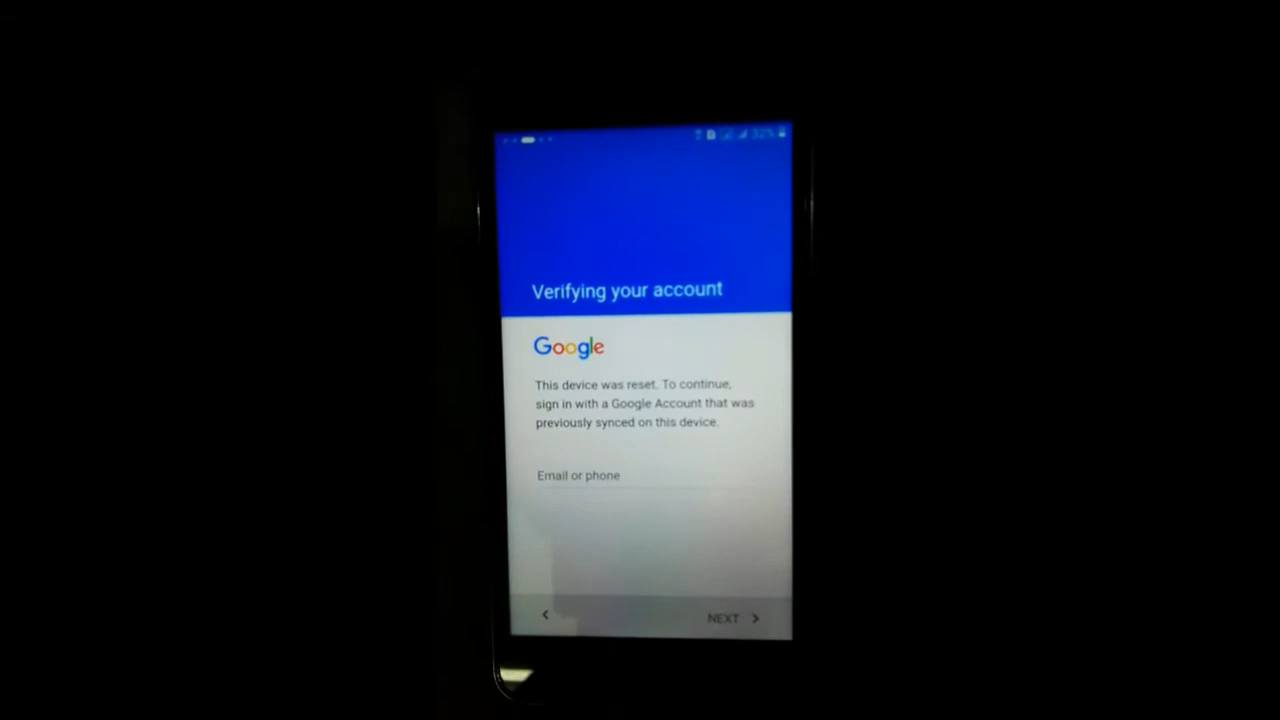 32%
Verifying your account
Google
This device was reset. To continue,
sign in with a Google Account that was
previously synced on this device.
Email or phone
NEXT